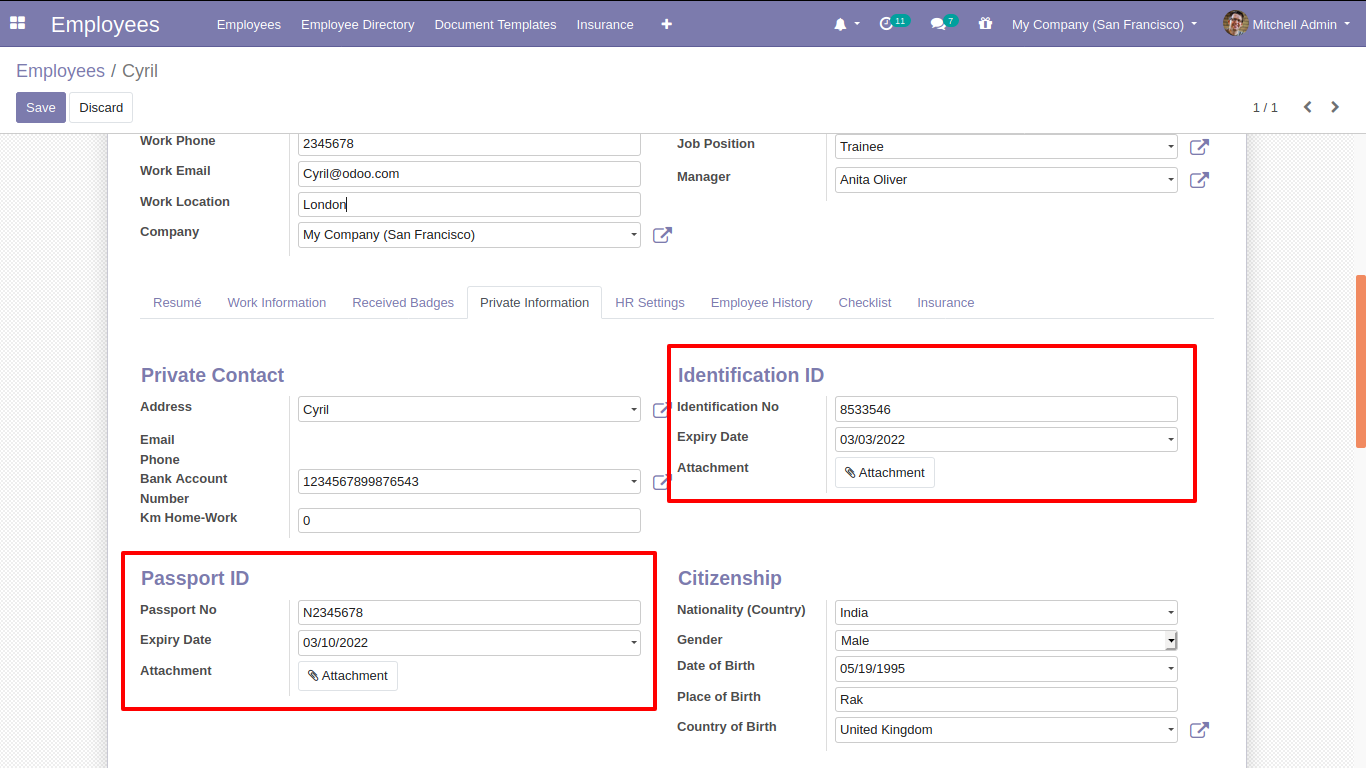 Employees Employees Employee Directory Document Templates Insurance 11 7 My Company (San Francisco) Mitchell Admin
Employees / Cyril
Save Discard 1 / 1
Work Phone 2345678
Work Email Cyril@odoo.com
Work Location London
Company My Company (San Francisco)
Job Position Trainee
Manager Anita Oliver
Resumé Work Information Received Badges Private Information HR Settings Employee History Checklist Insurance
Private Contact
Address Cyril
Email
Phone
Bank Account 1234567899876543
Number
Km Home-Work 0
Identification ID
Identification No 8533546
Expiry Date 03/03/2022
Attachment Attachment
Passport ID
Passport No N2345678
Expiry Date 03/10/2022
Attachment Attachment
Citizenship
Nationality (Country) India
Gender Male
Date of Birth 05/19/1995
Place of Birth Rak
Country of Birth United Kingdom